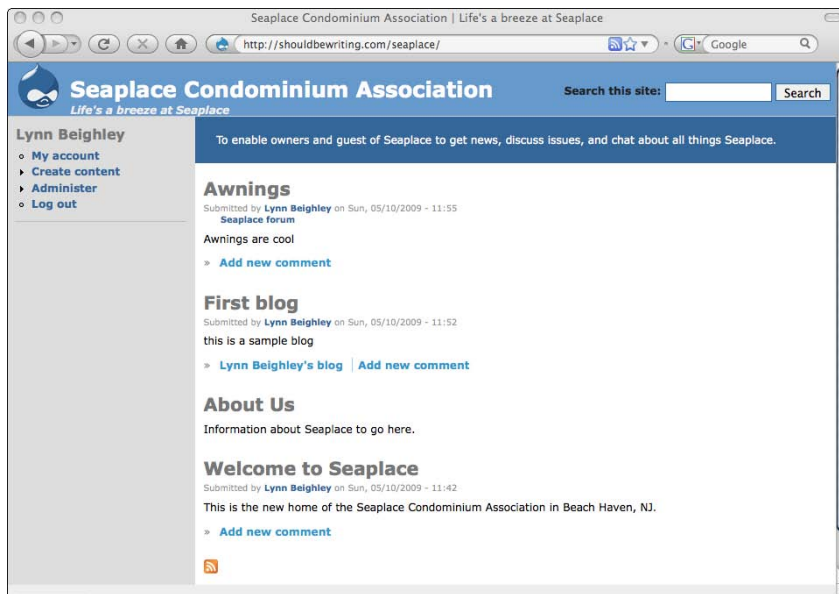 Seaplace Condominium Association | Life's a breeze at Seaplace
http://shouldbewriting.com/seaplace/
G
Google
Seaplace Condominium Association
Life's a breeze at Seaplace
Search this site:
Search
Lynn Beighley
My account
Create content
Administer
Log out
To enable owners and guest of Seaplace to get news, discuss issues, and chat about all things Seaplace.
Awnings
Submitted by Lynn Beighley on Sun, 05/10/2009 - 11:55
Seaplace forum
Awnings are cool
» Add new comment
First blog
Submitted by Lynn Beighley on Sun, 05/10/2009 - 11:52
this is a sample blog
» Lynn Beighley's blog | Add new comment
About Us
Information about Seaplace to go here.
Welcome to Seaplace
Submitted by Lynn Beighley on Sun, 05/10/2009 - 11:42
This is the new home of the Seaplace Condominium Association in Beach Haven, NJ.
» Add new comment